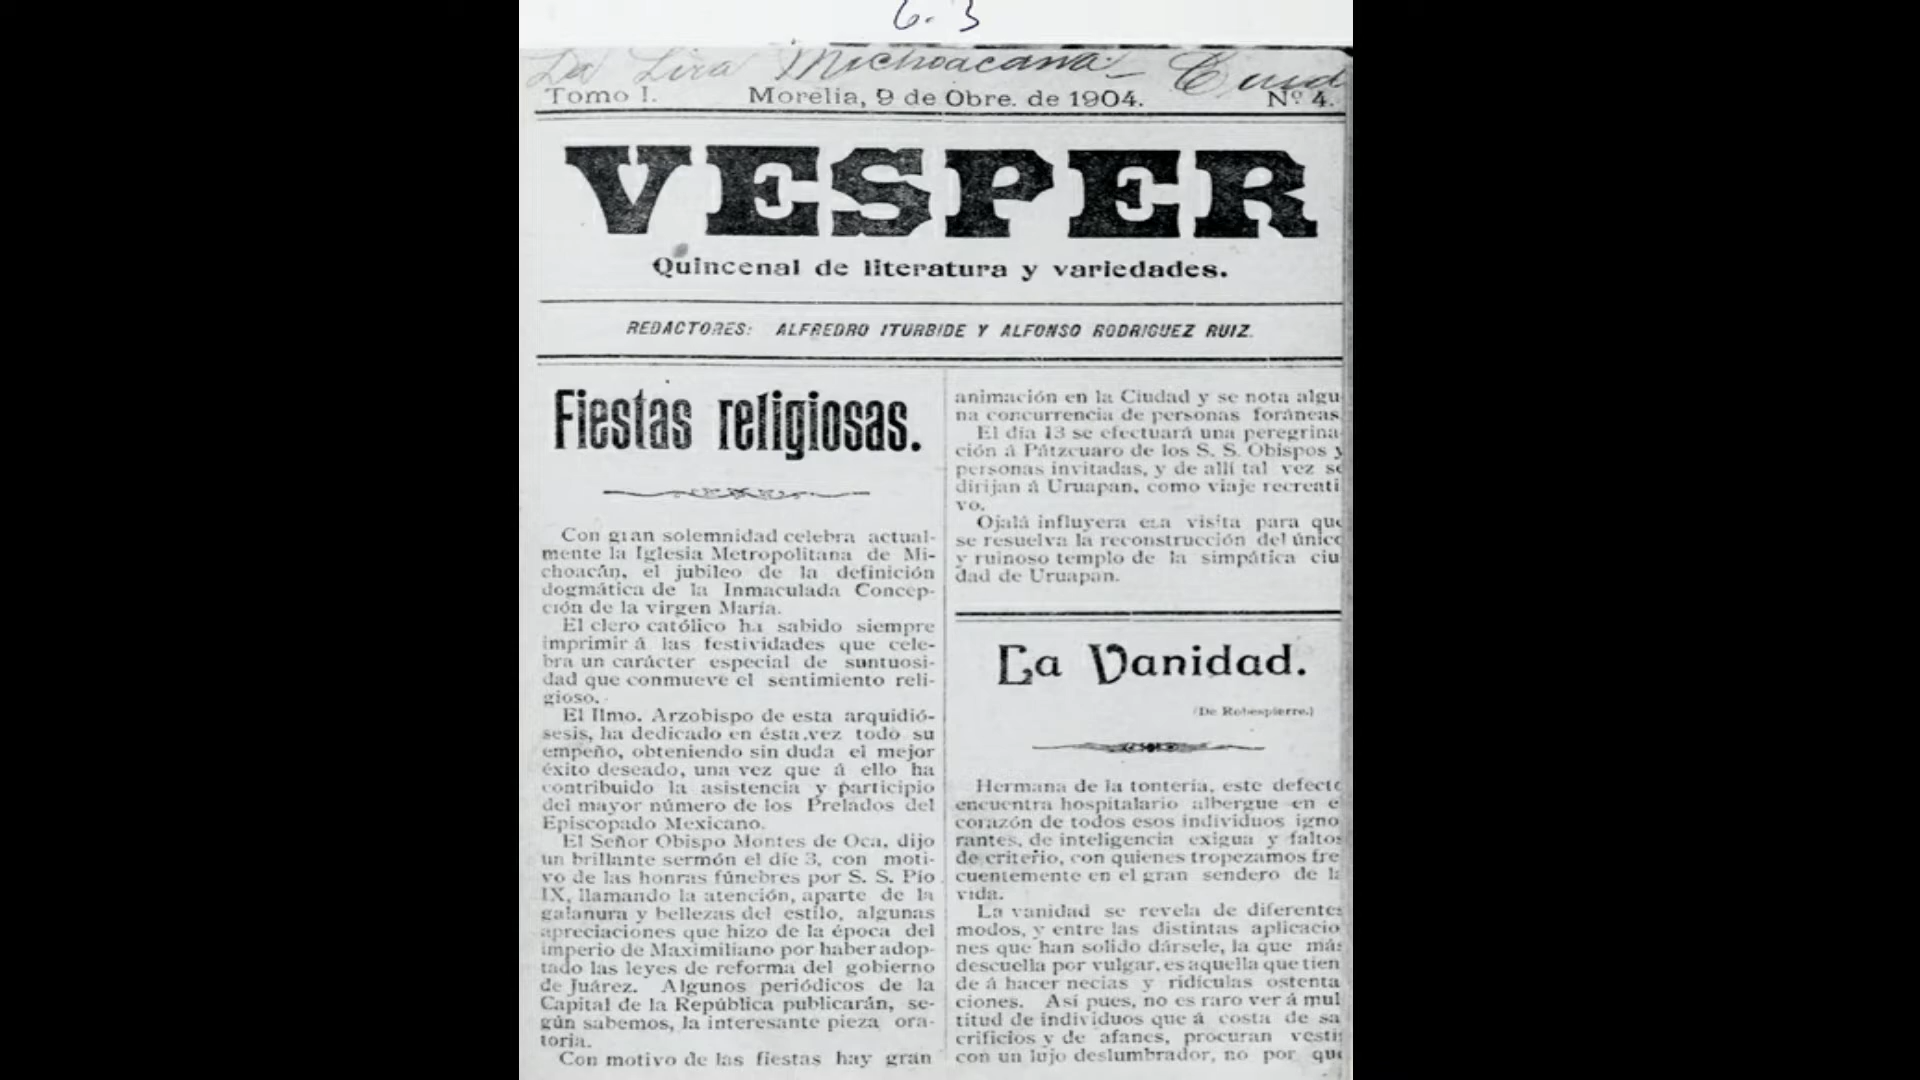 6.3
La Lira Michoacana - Ciud
Tomo I. Morelia, 9 de Obre. de 1904. Nº 4.
VESPER
Quincenal de literatura y variedades.
REDACTORES: ALFREDRO ITURBIDE Y ALFONSO RODRIGUEZ RUIZ.
Fiestas religiosas.
Con gran solemnidad celebra actual-
mente la Iglesia Metropolitana de Mi-
choacán, el jubileo de la definición
dogmática de la Inmaculada Concep-
ción de la virgen María.
El clero católico ha sabido siempre
imprimir á las festividades que cele-
bra un carácter especial de suntuosi-
dad que conmueve el sentimiento reli-
gioso.
El Ilmo. Arzobispo de esta arquidió-
sesis, ha dedicado en ésta vez todo su
empeño, obteniendo sin duda el mejor
éxito deseado, una vez que á ello ha
contribuido la asistencia y participio
del mayor número de los Prelados del
Episcopado Mexicano.
El Señor Obispo Montes de Oca, dijo
un brillante sermón el díe 3, con moti-
vo de las honras fúnebres por S. S. Pío
IX, llamando la atención, aparte de la
galanura y bellezas del estilo, algunas
apreciaciones que hizo de la época del
imperio de Maximiliano por haber adop-
tado las leyes de reforma del gobierno
de Juárez. Algunos periódicos de la
Capital de la República publicarán, se-
gún sabemos, la interesante pieza ora-
toria.
Con motivo de las fiestas hay gran
animación en la Ciudad y se nota algu
na concurrencia de personas foráneas.
El día 13 se efectuará una peregrina
ción á Pátzcuaro de los S. S. Obispos y
personas invitadas, y de allí tal vez se
dirijan á Uruapan, como viaje recreati
vo.
Ojalá influyera esa visita para que
se resuelva la reconstrucción del único
y ruinoso templo de la simpática ciu
dad de Uruapan.
La Vanidad.
(De Robespierre.)
Hermana de la tontería, este defecto
encuentra hospitalario albergue en e
corazón de todos esos individuos igno
rantes, de inteligencia exigua y faltos
de criterio, con quienes tropezamos fre
cuentemente en el gran sendero de la
vida.
La vanidad se revela de diferentes
modos, y entre las distintas aplicacio
nes que han solido dársele, la que más
descuella por vulgar, es aquella que tien
de á hacer necias y ridículas ostenta
ciones. Así pues, no es raro ver á mul
titud de individuos que á costa de sa
crificios y de afanes, procuran vesti
con un lujo deslumbrador, no por que